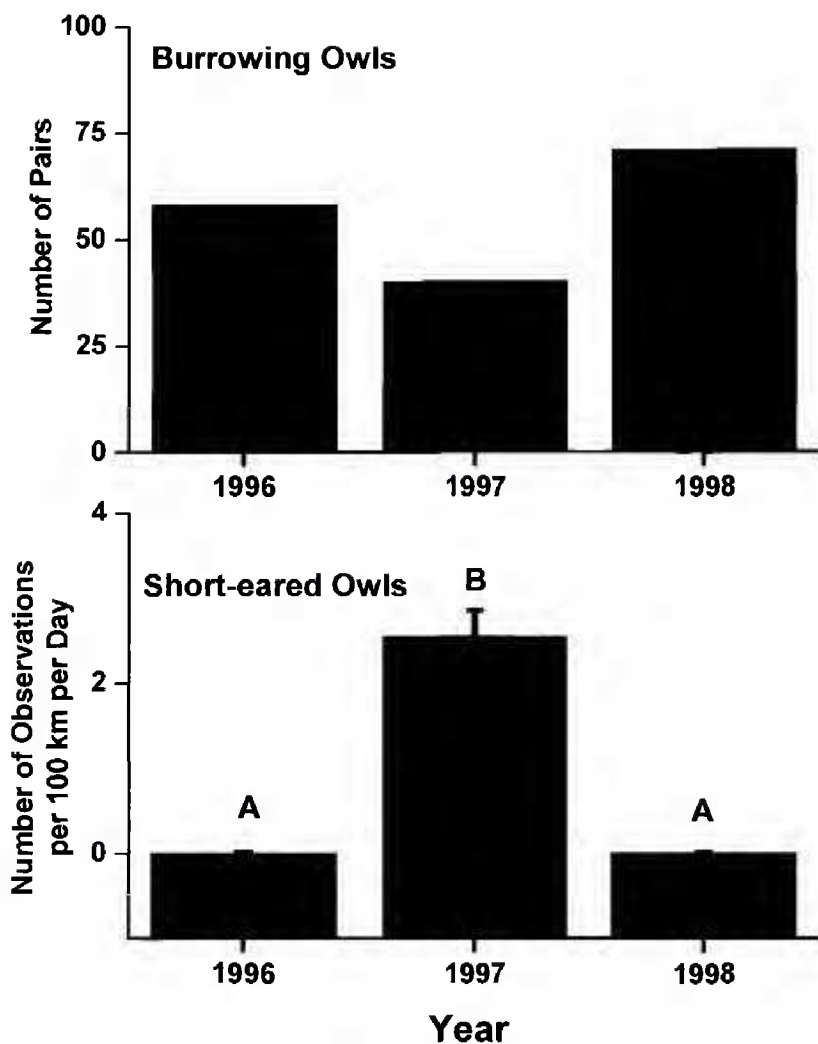 100
Burrowing Owls
75
50
25
0
Number of Pairs
1996 1997 1998
4
Short-eared Owls
B
2
A A
0
Number of Observations
per 100 km per Day
1996 1997 1998
Year